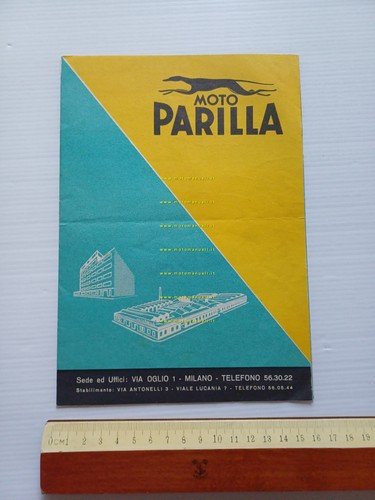 MOTO
PARILLA
www.motomanuali.it
www.motomanuali.it
www.motomanuali.it
www.motomanuali.it
www.motomanuali.it
www.motomanuali.it
Sede ed Uffici: VIA OGLIO 1 - MILANO - TELEFONO 56.30.22
Stabilimento: VIA ANTONELLI 3 - VIALE LUCANIA 7 - TELEFONO 56.05.44
0 CM 1 2 3 4 5 6 7 8 9 10 11 12 13 14 15 16 17 18 19